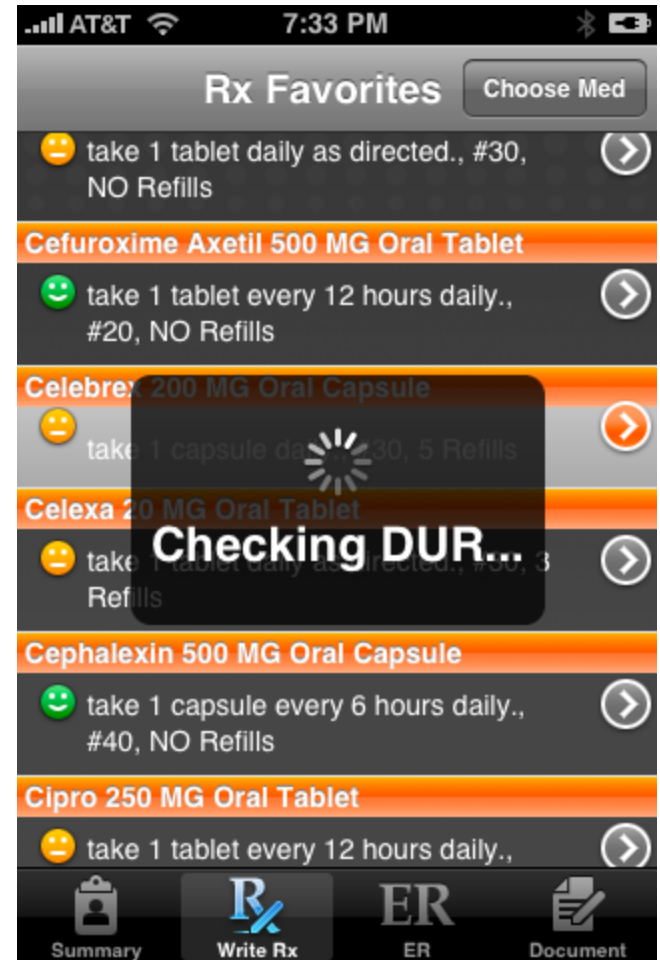 AT&T 7:33 PM
Rx Favorites Choose Med
take 1 tablet daily as directed., #30,
NO Refills
Cefuroxime Axetil 500 MG Oral Tablet
take 1 tablet every 12 hours daily.,
#20, NO Refills
Celebrex 200 MG Oral Capsule
take 1 capsule daily., #30, 5 Refills
Checking DUR...
Celexa 20 MG Oral Tablet
take 1 tablet daily as directed., #30, 3
Refills
Cephalexin 500 MG Oral Capsule
take 1 capsule every 6 hours daily.,
#40, NO Refills
Cipro 250 MG Oral Tablet
take 1 tablet every 12 hours daily.,
Rx ER
Summary Write Rx ER Document